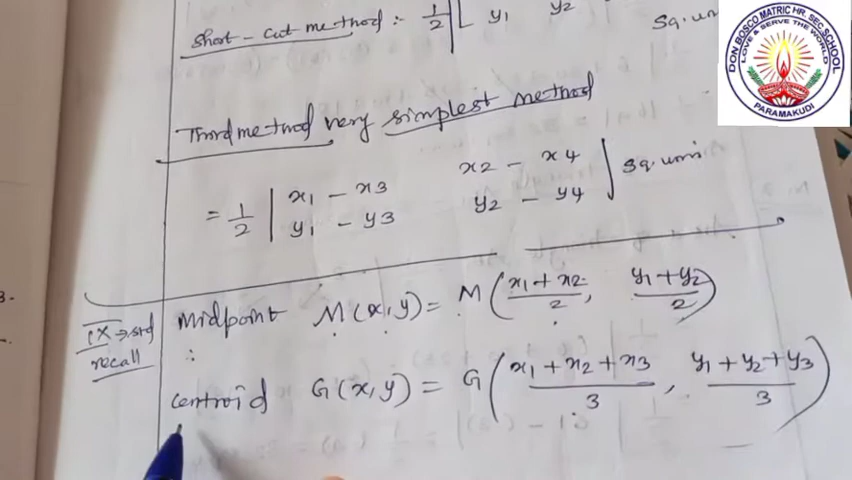 Short-cut method :- 1/2 | y1 y2 Sq. un
DON BOSCO MATRIC HR. SEC. SCHOOL
LOVE & SERVE THE WORLD
PARAMAKUDI
Third method very simplest method
= 1/2 | x1 - x3 x2 - x4 | Sq. units
y1 - y3 y2 - y4
Midpoint M(x,y) = M((x1+x2)/2, (y1+y2)/2)
IX → std
recall
Centroid G(x,y) = G((x1+x2+x3)/3, (y1+y2+y3)/3)